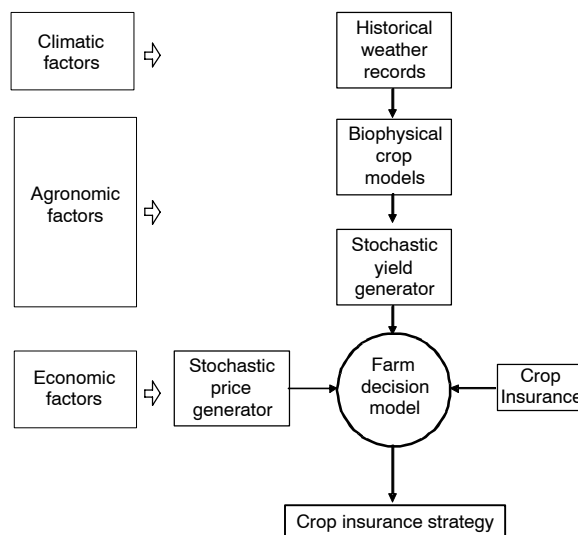 Climatic
factors
Historical
weather
records
Agronomic
factors
Biophysical
crop
models
Stochastic
yield
generator
Economic
factors
Stochastic
price
generator
Farm
decision
model
Crop
Insurance
Crop insurance strategy